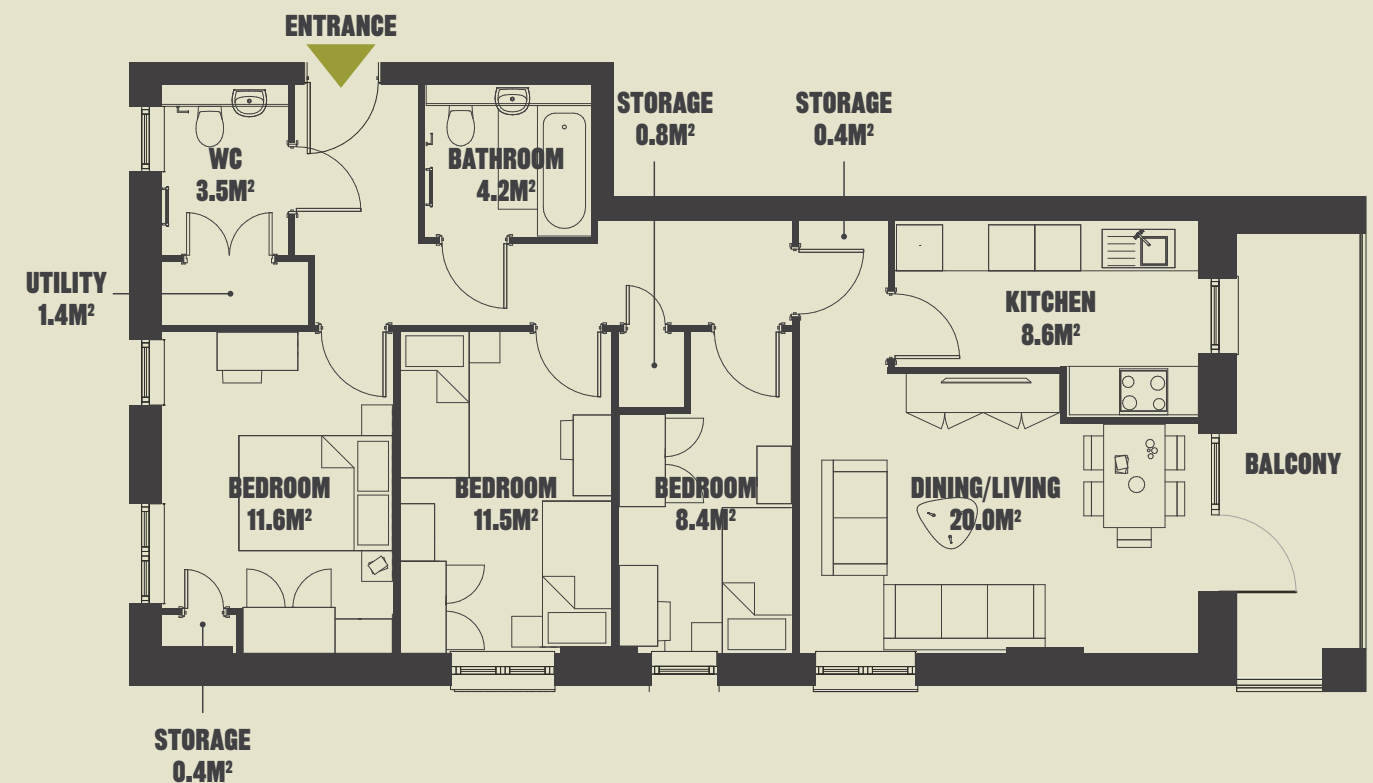 ENTRANCE
STORAGE
0.8M²
STORAGE
0.4M²
WC
3.5M²
BATHROOM
4.2M²
UTILITY
1.4M²
KITCHEN
8.6M²
BEDROOM
11.6M²
BEDROOM
11.5M²
BEDROOM
8.4M²
DINING/LIVING
20.0M²
BALCONY
STORAGE
0.4M²